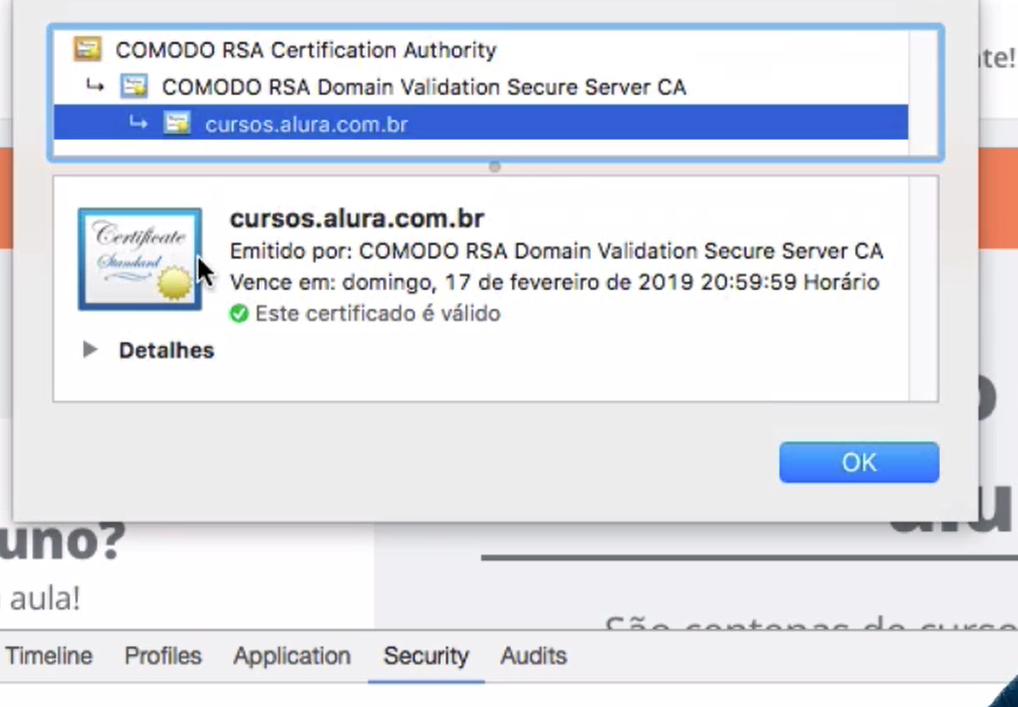 COMODO RSA Certification Authority
COMODO RSA Domain Validation Secure Server CA
cursos.alura.com.br
Certificate
Standard
cursos.alura.com.br
Emitido por: COMODO RSA Domain Validation Secure Server CA
Vence em: domingo, 17 de fevereiro de 2019 20:59:59 Horário
Este certificado é válido
Detalhes
OK
uno?
aula!
São centenas de curso
Timeline Profiles Application Security Audits